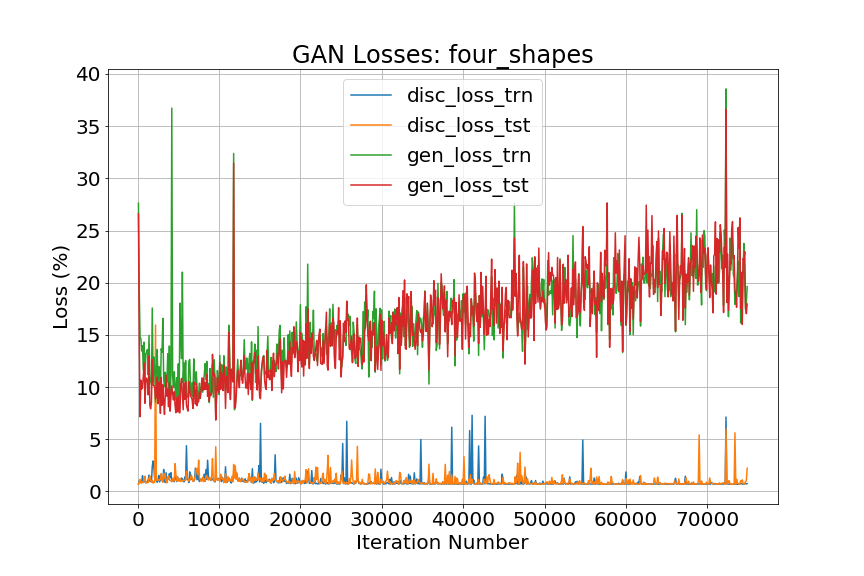 GAN Losses: four_shapes
40
35
30
25
20
15
10
5
0
Loss (%)
disc_loss_trn
disc_loss_tst
gen_loss_trn
gen_loss_tst
0 10000 20000 30000 40000 50000 60000 70000
Iteration Number